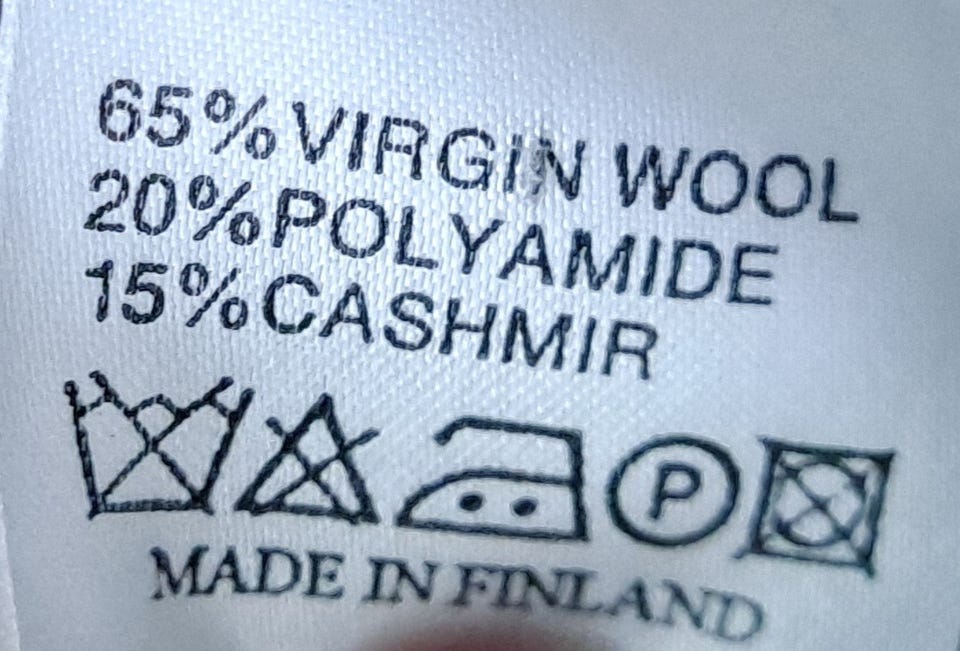 65% VIRGIN WOOL
20% POLYAMIDE
15% CASHMIR
P
MADE IN FINLAND